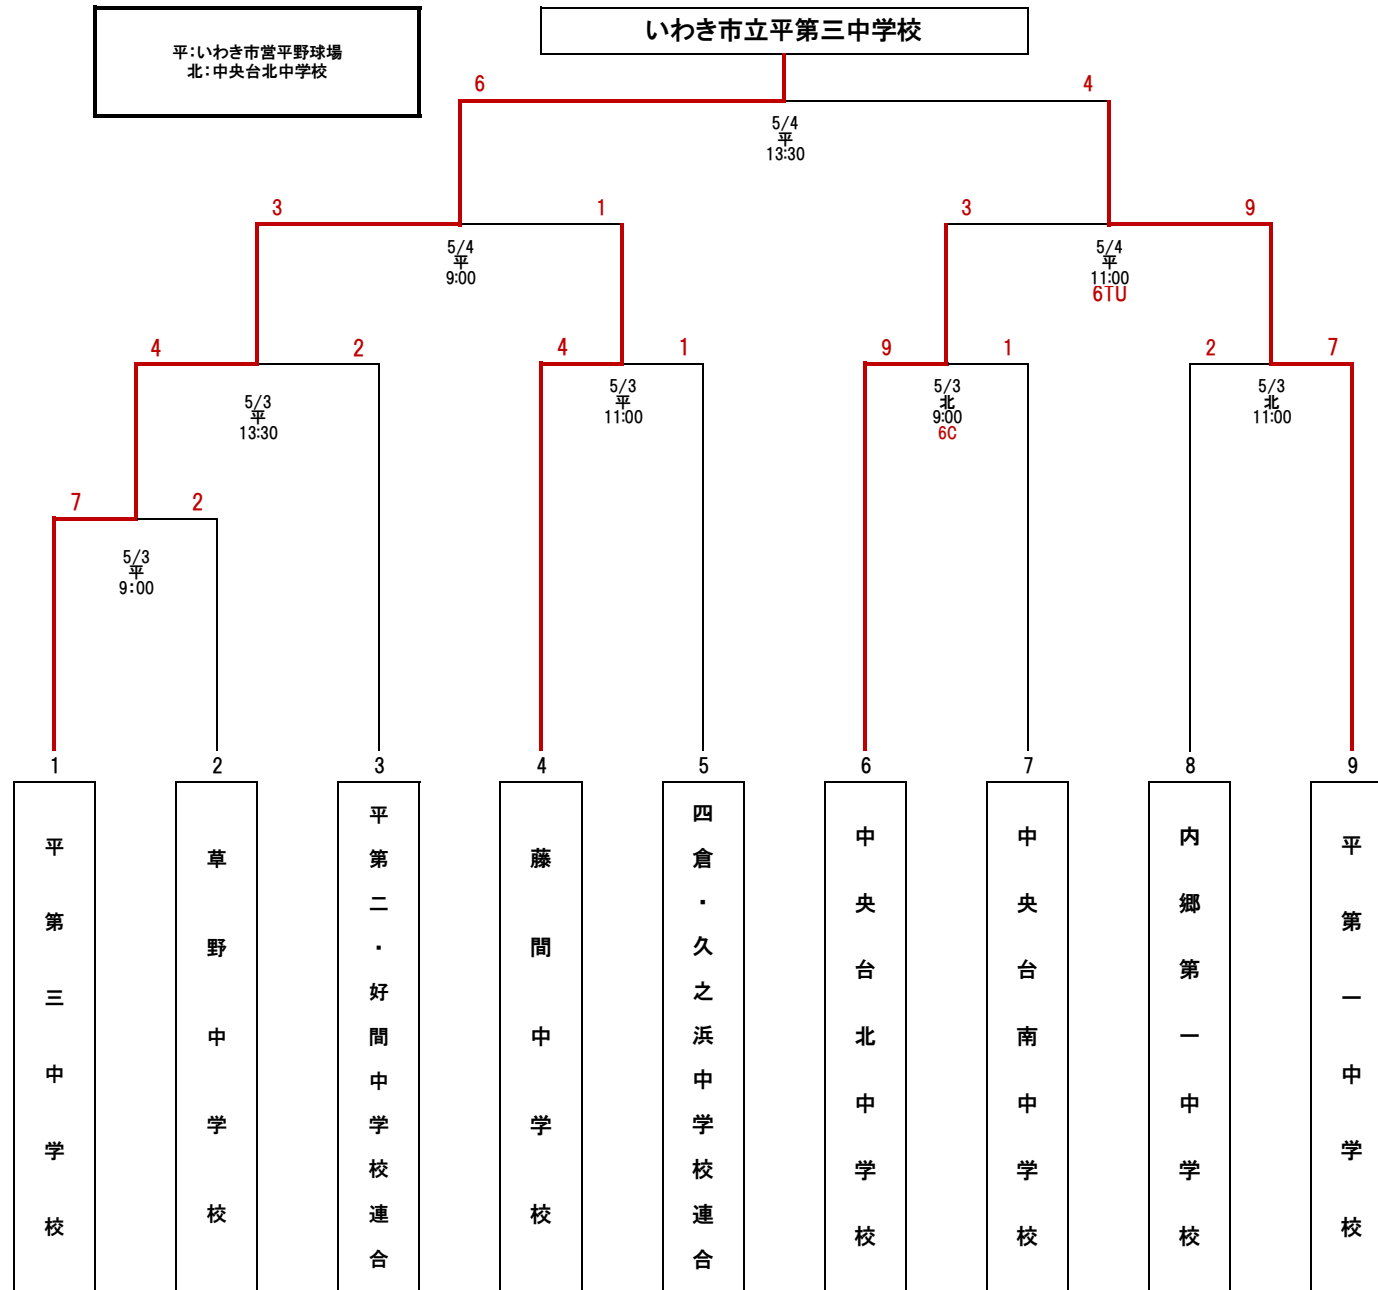 平:いわき市営平野球場
北:中央台北中学校
いわき市立平第三中学校
6
4
5/4
平
13:30
3
1
3
9
5/4
平
9:00
5/4
平
11:00
6TU
4
2
4
1
9
1
2
7
5/3
平
13:30
5/3
平
11:00
5/3
北
9:00
6C
5/3
北
11:00
7
2
5/3
平
9:00
1
2
3
4
5
6
7
8
9
平第三中学校
草野中学校
平第二・好間中学校連合
藤間中学校
四倉・久之浜中学校連合
中央台北中学校
中央台南中学校
内郷第一中学校
平第一中学校